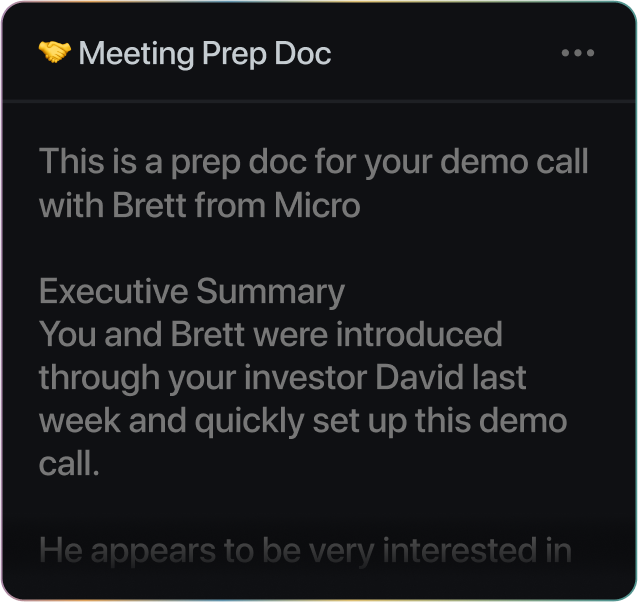 🤝 Meeting Prep Doc
This is a prep doc for your demo call
with Brett from Micro
Executive Summary
You and Brett were introduced
through your investor David last
week and quickly set up this demo
call.
He appears to be very interested in